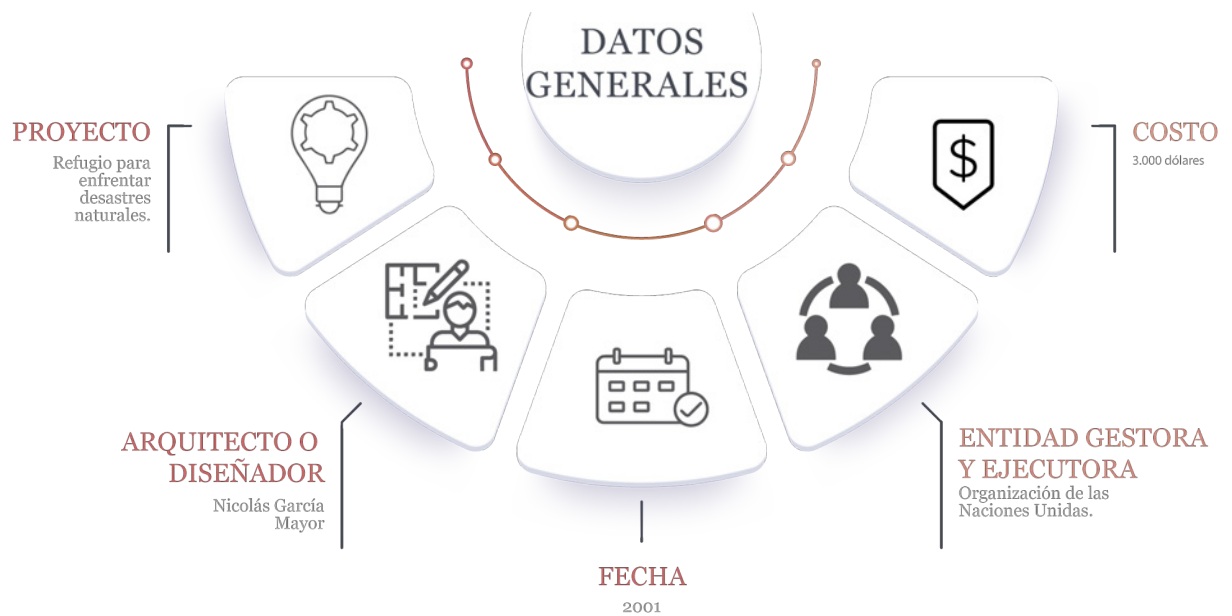 DATOS
GENERALES
PROYECTO
Refugio para
enfrentar
desastres
naturales.
ARQUITECTO O
DISEÑADOR
Nicolás García
Mayor
FECHA
2001
ENTIDAD GESTORA
Y EJECUTORA
Organización de las
Naciones Unidas.
COSTO
3.000 dólares
$